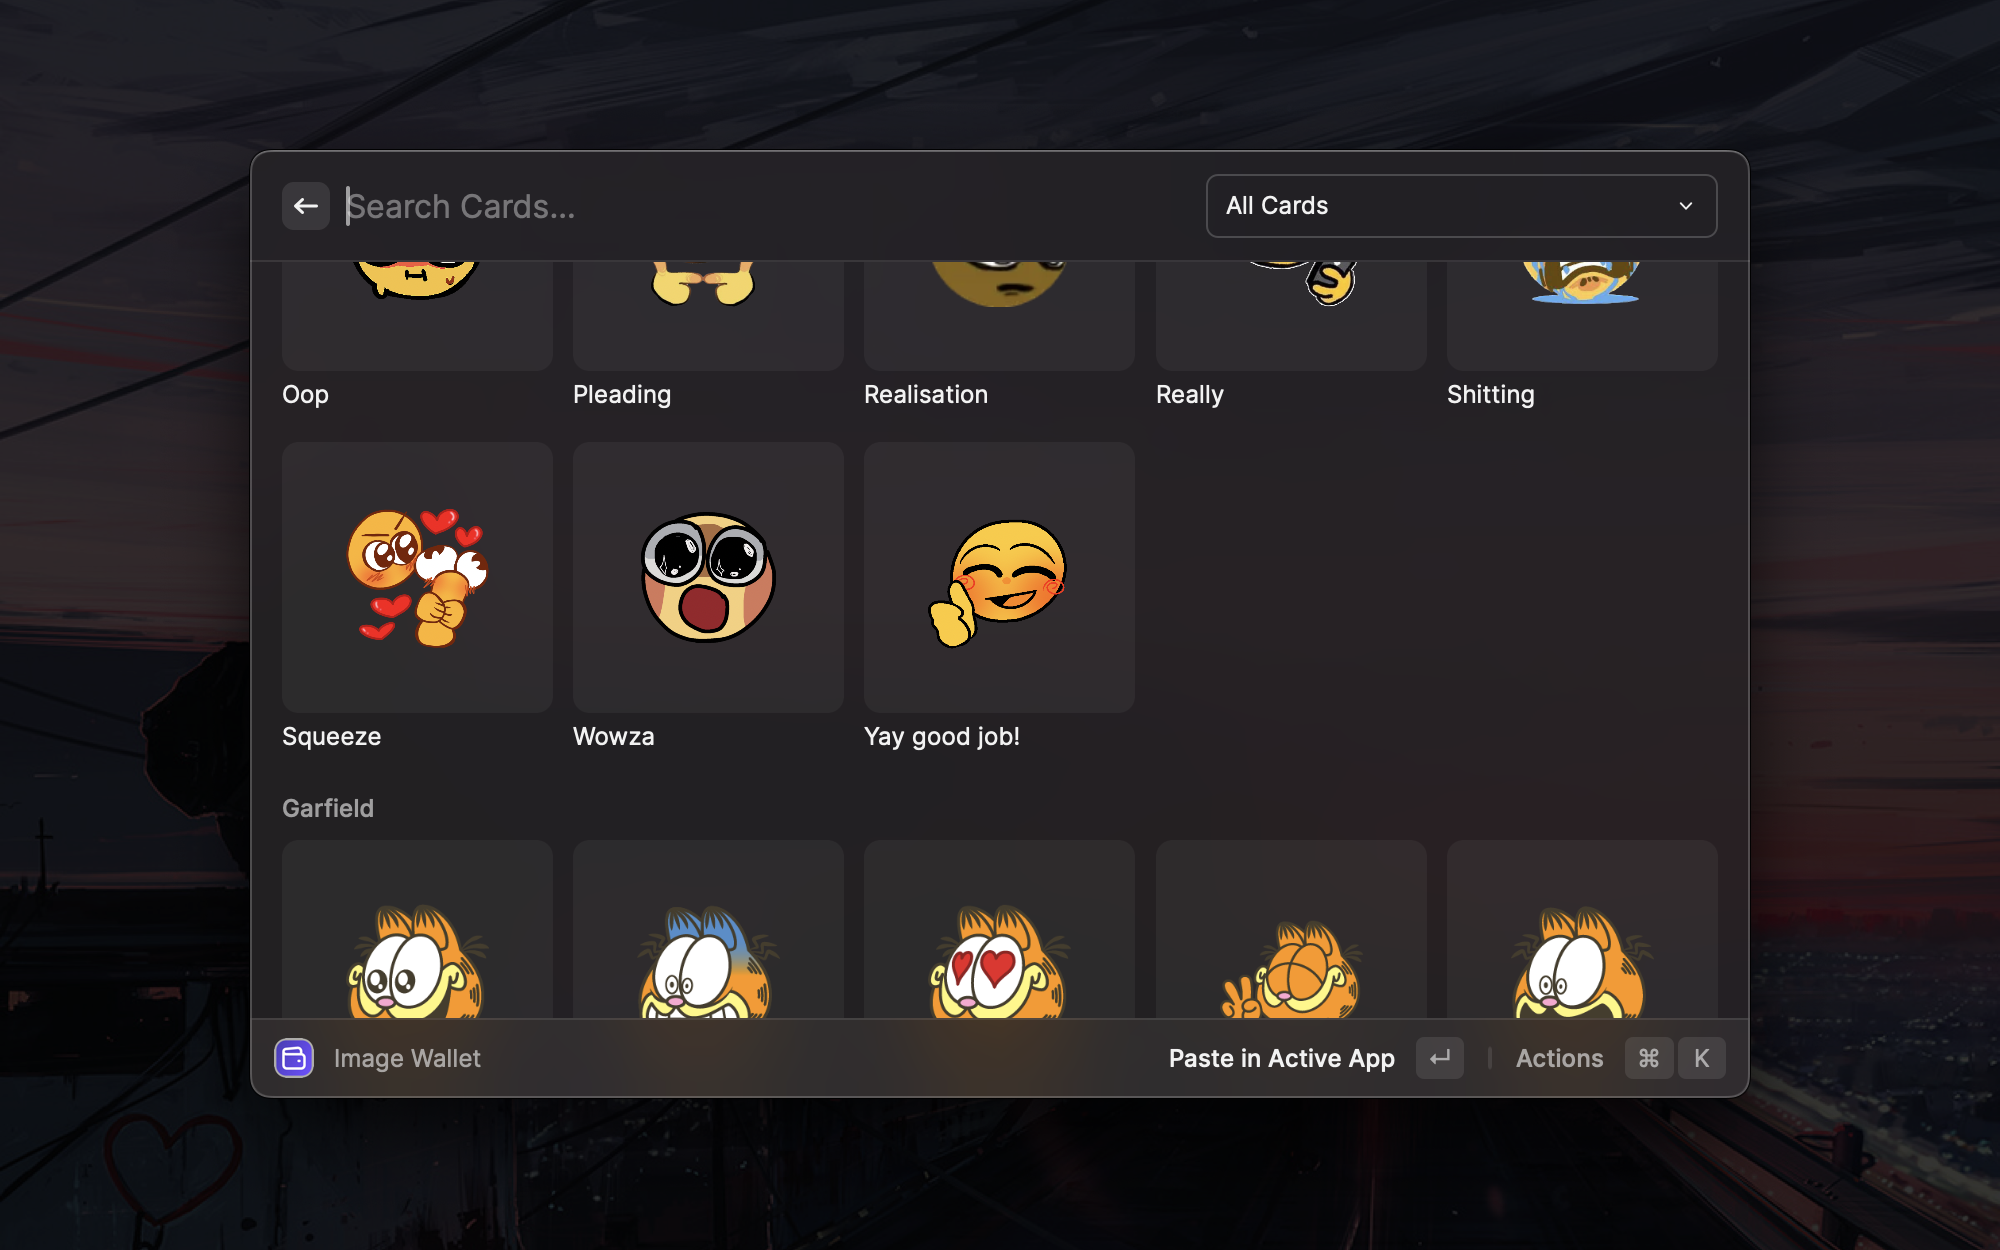 Search Cards...
All Cards
Oop
Pleading
Realisation
Really
Shitting
Squeeze
Wowza
Yay good job!
Garfield
Image Wallet
Paste in Active App
Actions
⌘
K